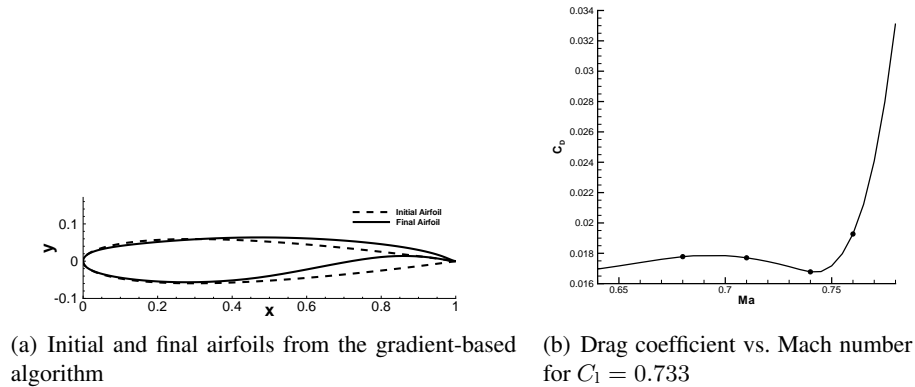 0.1
0
-0.1
y
0
0.2
0.4
0.6
0.8
1
x
Initial Airfoil
Final Airfoil
0.034
0.032
0.03
0.028
0.026
0.024
0.022
0.02
0.018
0.016
C_D
0.65
0.7
0.75
Ma
(a) Initial and final airfoils from the gradient-based
algorithm
(b) Drag coefficient vs. Mach number
for C_l = 0.733